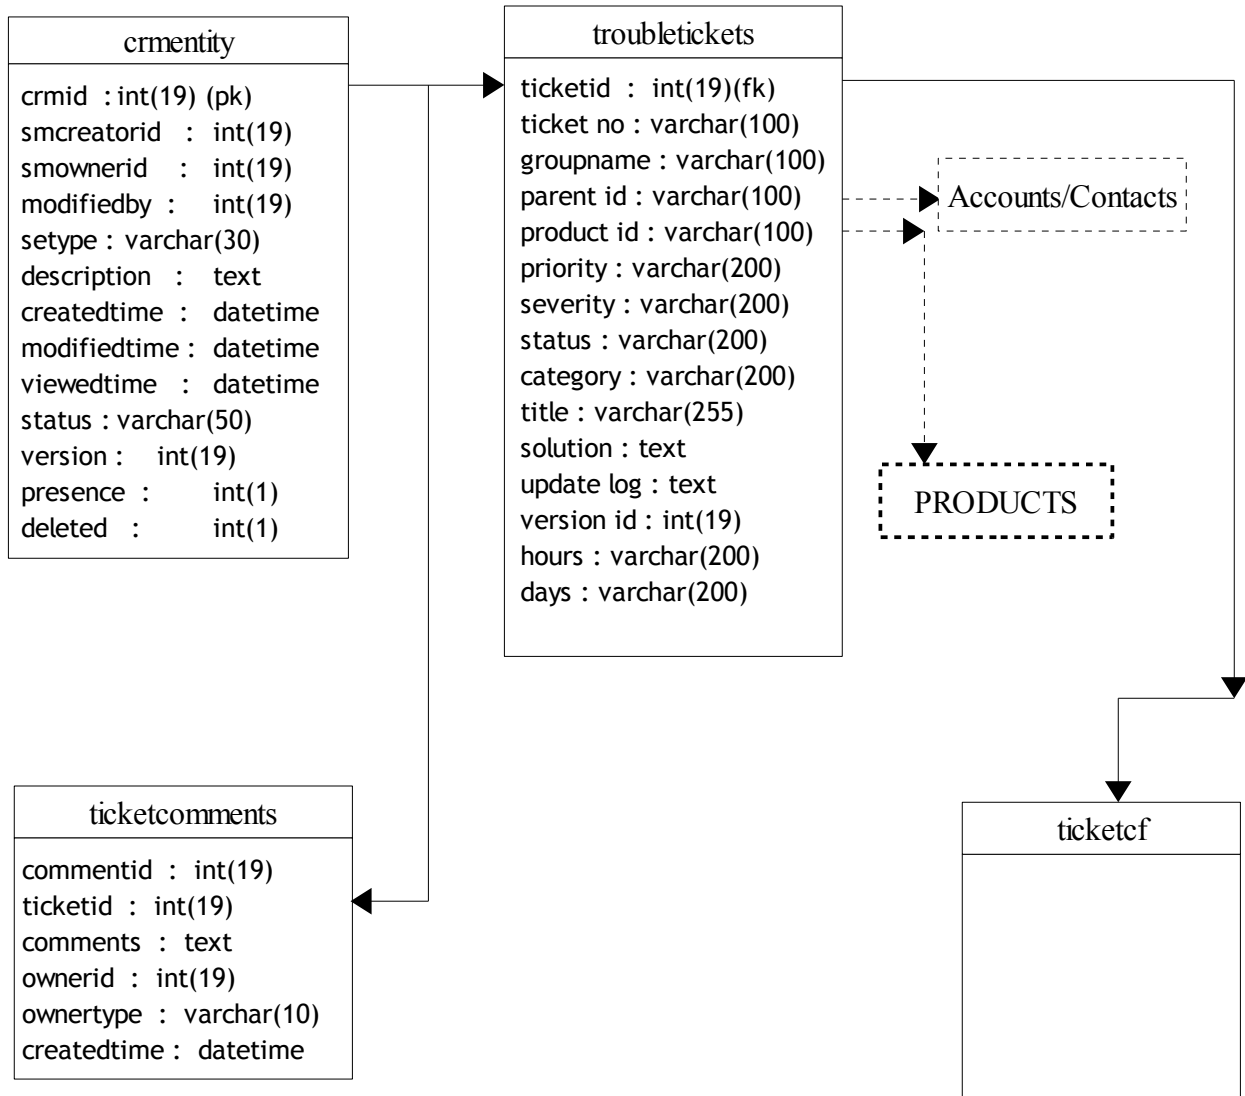 crmentity
crmid : int(19) (pk)
smcreatorid : int(19)
smownerid : int(19)
modifiedby : int(19)
setype : varchar(30)
description : text
createdtime : datetime
modifiedtime : datetime
viewedtime : datetime
status : varchar(50)
version : int(19)
presence : int(1)
deleted : int(1)
troubletickets
ticketid : int(19)(fk)
ticket no : varchar(100)
groupname : varchar(100)
parent id : varchar(100)
product id : varchar(100)
priority : varchar(200)
severity : varchar(200)
status : varchar(200)
category : varchar(200)
title : varchar(255)
solution : text
update log : text
version id : int(19)
hours : varchar(200)
days : varchar(200)
Accounts/Contacts
PRODUCTS
ticketcomments
commentid : int(19)
ticketid : int(19)
comments : text
ownerid : int(19)
ownertype : varchar(10)
createdtime : datetime
ticketcf